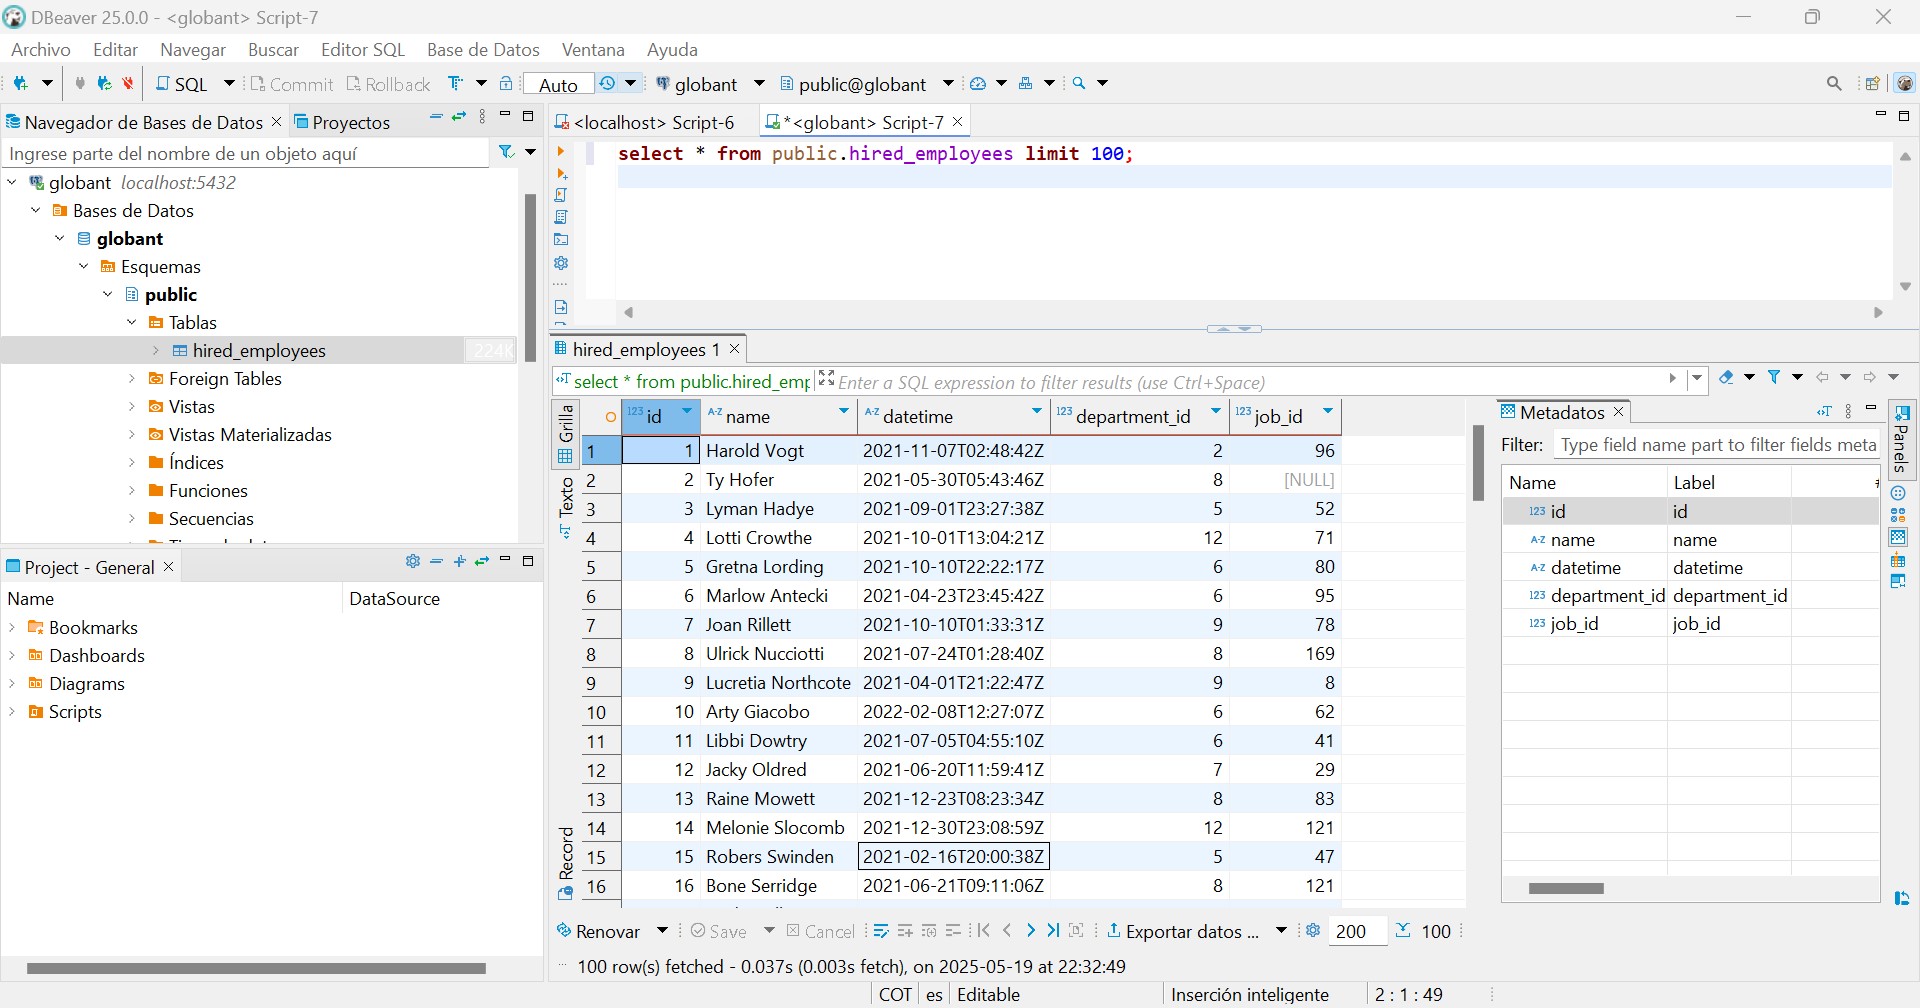 DBeaver 25.0.0 - <globant> Script-7
Archivo Editar Navegar Buscar Editor SQL Base de Datos Ventana Ayuda
SQL Commit Rollback Auto globant public@globant
Navegador de Bases de Datos Proyectos
Ingrese parte del nombre de un objeto aquí
globant localhost:5432
Bases de Datos
globant
Esquemas
public
Tablas
hired_employees 224K
Foreign Tables
Vistas
Vistas Materializadas
Índices
Funciones
Secuencias
Project - General
Name DataSource
Bookmarks
Dashboards
Diagrams
Scripts
<localhost> Script-6 *<globant> Script-7
select * from public.hired_employees limit 100;
hired_employees 1
select * from public.hired_emp Enter a SQL expression to filter results (use Ctrl+Space)
Grilla
Texto
Record
123 id A-Z name A-Z datetime 123 department_id 123 job_id
1 1 Harold Vogt 2021-11-07T02:48:42Z 2 96
2 2 Ty Hofer 2021-05-30T05:43:46Z 8 [NULL]
3 3 Lyman Hadye 2021-09-01T23:27:38Z 5 52
4 4 Lotti Crowthe 2021-10-01T13:04:21Z 12 71
5 5 Gretna Lording 2021-10-10T22:22:17Z 6 80
6 6 Marlow Antecki 2021-04-23T23:45:42Z 6 95
7 7 Joan Rillett 2021-10-10T01:33:31Z 9 78
8 8 Ulrick Nucciotti 2021-07-24T01:28:40Z 8 169
9 9 Lucretia Northcote 2021-04-01T21:22:47Z 9 8
10 10 Arty Giacobo 2022-02-08T12:27:07Z 6 62
11 11 Libbi Dowtry 2021-07-05T04:55:10Z 6 41
12 12 Jacky Oldred 2021-06-20T11:59:41Z 7 29
13 13 Raine Mowett 2021-12-23T08:23:34Z 8 83
14 14 Melonie Slocomb 2021-12-30T23:08:59Z 12 121
15 15 Robers Swinden 2021-02-16T20:00:38Z 5 47
16 16 Bone Serridge 2021-06-21T09:11:06Z 8 121
Metadatos
Filter: Type field name part to filter fields meta
Name Label
123 id id
A-Z name name
A-Z datetime datetime
123 department_id department_id
123 job_id job_id
Panels
Renovar Save Cancel Exportar datos ... 200 100
100 row(s) fetched - 0.037s (0.003s fetch), on 2025-05-19 at 22:32:49
COT es Editable Inserción inteligente 2 : 1 : 49